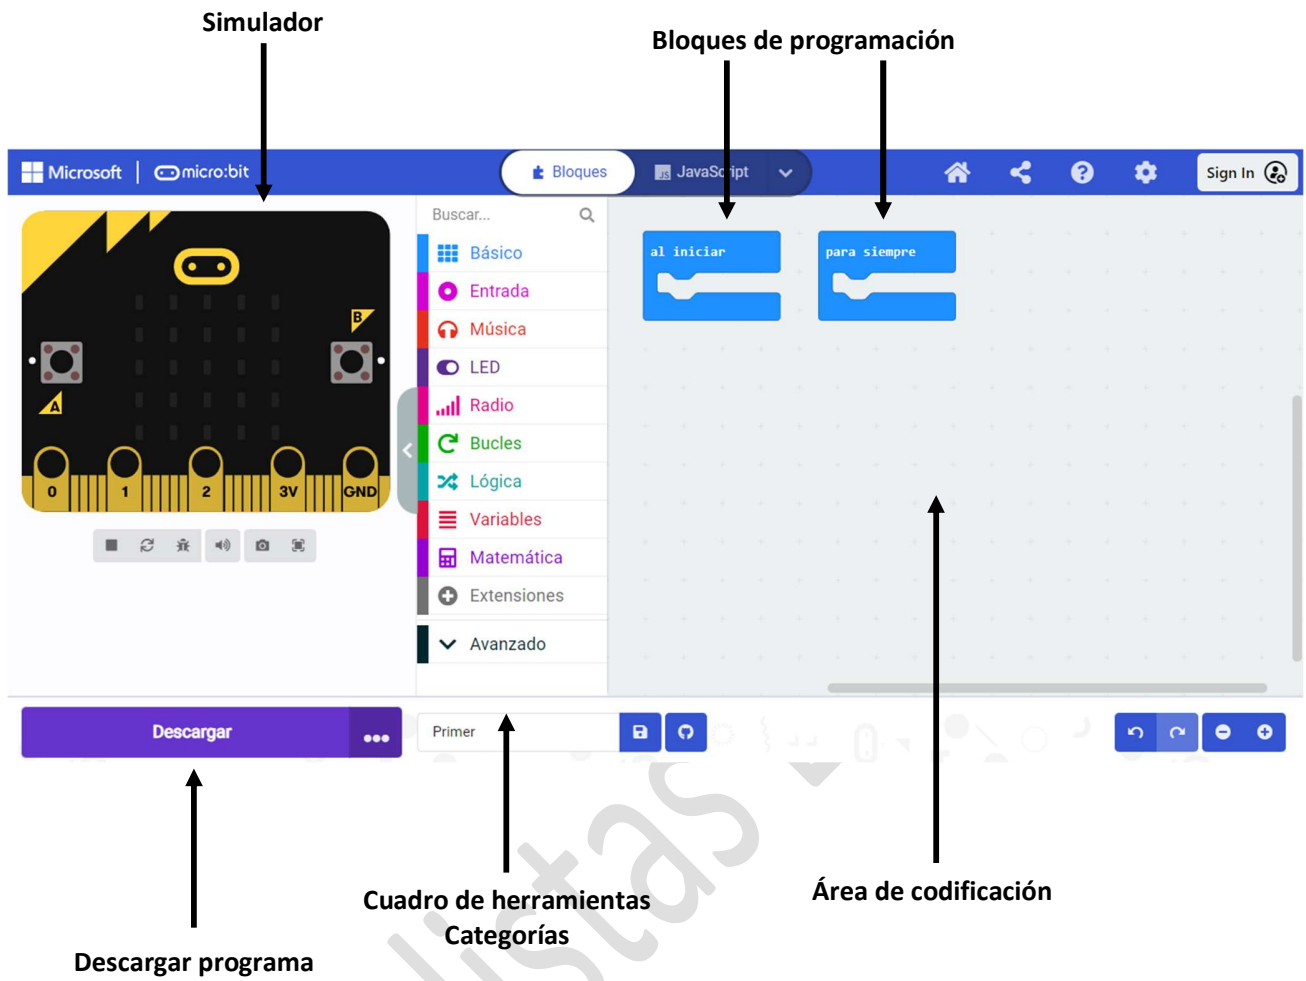 Simulador
Bloques de programación
Microsoft | micro:bit
Bloques
JS JavaScript
Sign In
Buscar...
Básico
Entrada
Música
LED
Radio
Bucles
Lógica
Variables
Matemática
Extensiones
Avanzado
al iniciar
para siempre
B
A
0 1 2 3V GND
Descargar
Primer
Cuadro de herramientas
Categorías
Área de codificación
Descargar programa
listas